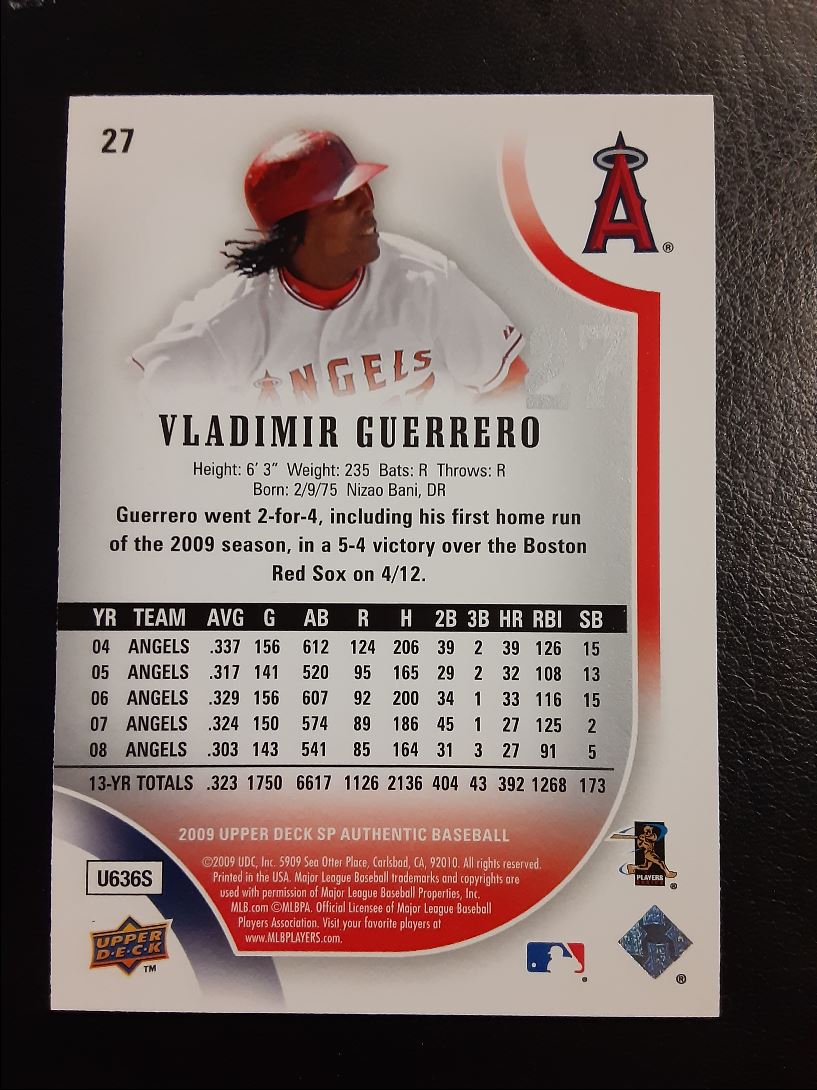 27
A ®
ANGELS
27
27
VLADIMIR GUERRERO
Height: 6' 3" Weight: 235 Bats: R Throws: R
Born: 2/9/75 Nizao Bani, DR
Guerrero went 2-for-4, including his first home run
of the 2009 season, in a 5-4 victory over the Boston
Red Sox on 4/12.
YR TEAM AVG G AB R H 2B 3B HR RBI SB
04 ANGELS .337 156 612 124 206 39 2 39 126 15
05 ANGELS .317 141 520 95 165 29 2 32 108 13
06 ANGELS .329 156 607 92 200 34 1 33 116 15
07 ANGELS .324 150 574 89 186 45 1 27 125 2
08 ANGELS .303 143 541 85 164 31 3 27 91 5
13-YR TOTALS .323 1750 6617 1126 2136 404 43 392 1268 173
2009 UPPER DECK SP AUTHENTIC BASEBALL
©2009 UDC, Inc. 5909 Sea Otter Place, Carlsbad, CA, 92010. All rights reserved.
Printed in the USA. Major League Baseball trademarks and copyrights are
used with permission of Major League Baseball Properties, Inc.
MLB.com ©MLBPA. Official Licensee of Major League Baseball
Players Association. Visit your favorite players at
www.MLBPLAYERS.com.
U636S
UPPER
D·E·C·K
TM
PLAYERS
®
®
®